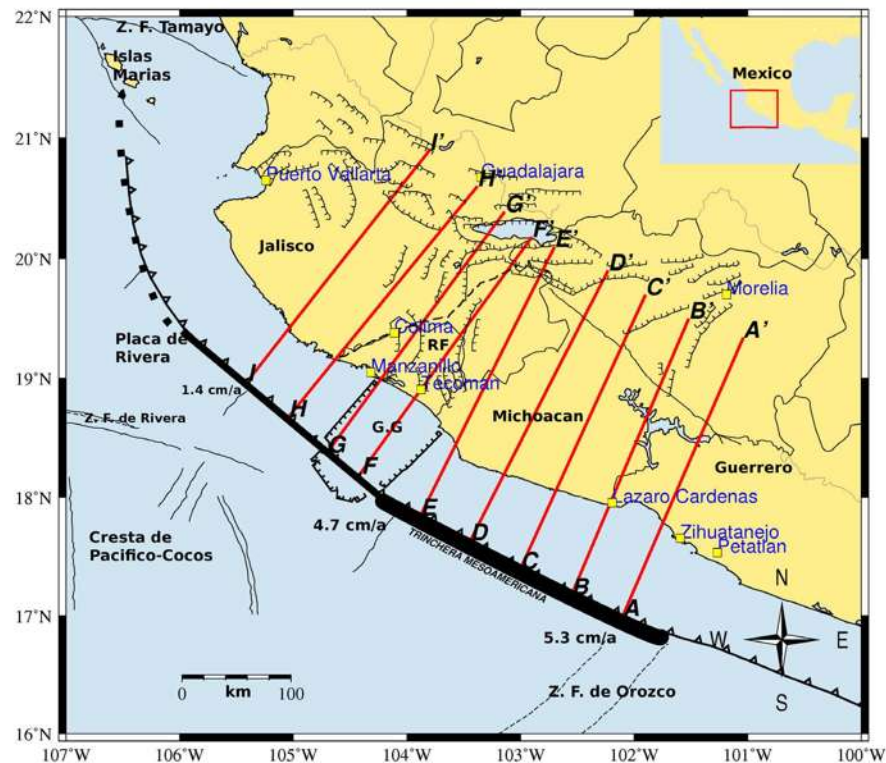 22°N
21°N
20°N
19°N
18°N
17°N
16°N
107°W
106°W
105°W
104°W
103°W
102°W
101°W
100°W
Z. F. Tamayo
Islas
Marias
Mexico
Puerto Vallarta
Guadalajara
Jalisco
I'
H'
G'
F'
E'
D'
C'
B'
A'
Morelia
Colima
RF
Placa de
Rivera
Manzanillo
Tecoman
1.4 cm/a
Z. F. de Rivera
G.G
Michoacan
Guerrero
I
H
G
F
E
D
C
B
A
azaro Cardenas
Zihuatanejo
Petatlan
4.7 cm/a
TRINCHERA MESOAMERICANA
Cresta de
Pacifico-Cocos
5.3 cm/a
Z. F. de Orozco
0
km
100
N
W
E
S